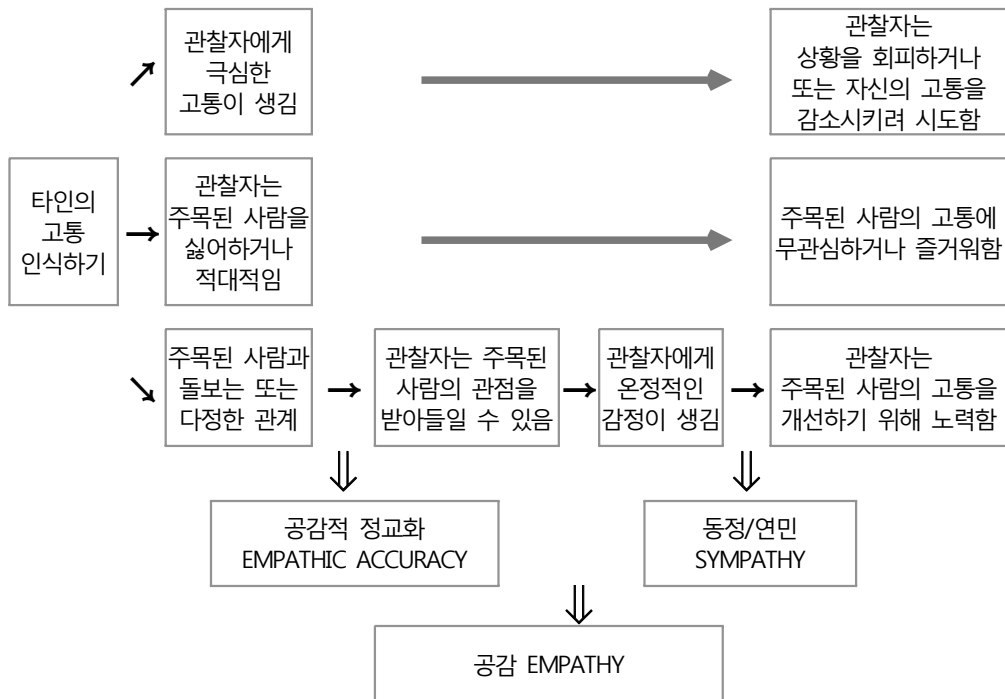 관찰자에게
극심한
고통이 생김
관찰자는
상황을 회피하거나
또는 자신의 고통을
감소시키려 시도함
타인의
고통
인식하기
관찰자는
주목된 사람을
싫어하거나
적대적임
주목된 사람의 고통에
무관심하거나 즐거워함
주목된 사람과
돌보는 또는
다정한 관계
관찰자는 주목된
사람의 관점을
받아들일 수 있음
관찰자에게
온정적인
감정이 생김
관찰자는
주목된 사람의 고통을
개선하기 위해 노력함
공감적 정교화
EMPATHIC ACCURACY
동정/연민
SYMPATHY
공감 EMPATHY